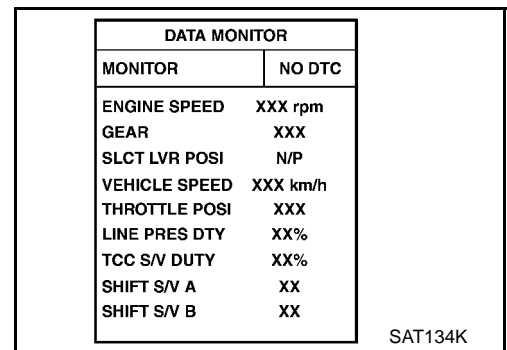 DATA MONITOR
MONITOR NO DTC
ENGINE SPEED XXX rpm
GEAR XXX
SLCT LVR POSI N/P
VEHICLE SPEED XXX km/h
THROTTLE POSI XXX
LINE PRES DTY XX%
TCC S/V DUTY XX%
SHIFT S/V A XX
SHIFT S/V B XX
SAT134K